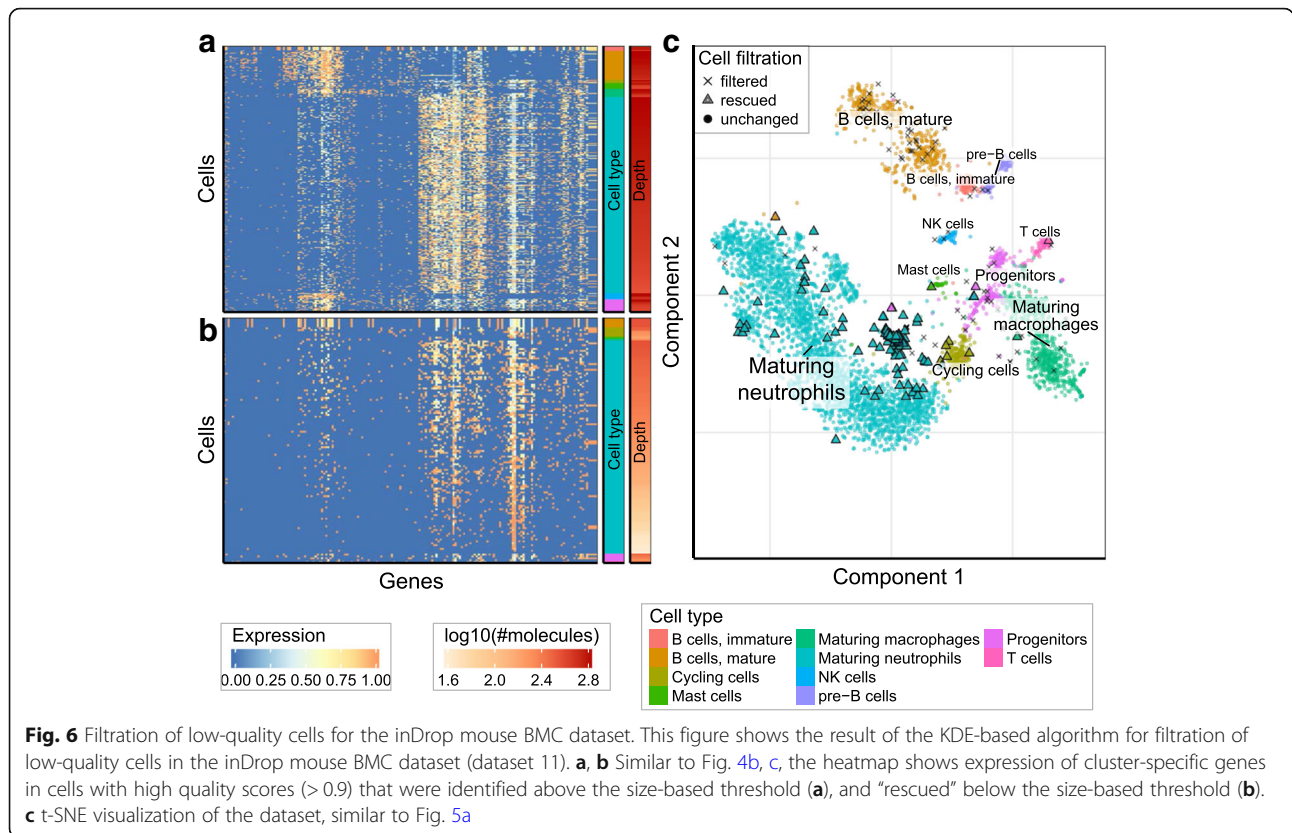 a
Cells
Cell type
Depth
b
Cells
Cell type
Depth
Genes
c
Cell filtration
filtered
rescued
unchanged
B cells, mature
pre−B cells
B cells, immature
NK cells
T cells
Mast cells
Progenitors
Maturing
macrophages
Maturing
neutrophils
Cycling cells
Component 2
Component 1
Expression
0.00 0.25 0.50 0.75 1.00
log10(#molecules)
1.6 2.0 2.4 2.8
Cell type
B cells, immature
B cells, mature
Cycling cells
Mast cells
Maturing macrophages
Maturing neutrophils
NK cells
pre−B cells
Progenitors
T cells
Fig. 6 Filtration of low-quality cells for the inDrop mouse BMC dataset. This figure shows the result of the KDE-based algorithm for filtration of
low-quality cells in the inDrop mouse BMC dataset (dataset 11). a, b Similar to Fig. 4b, c, the heatmap shows expression of cluster-specific genes
in cells with high quality scores (> 0.9) that were identified above the size-based threshold (a), and “rescued” below the size-based threshold (b).
c t-SNE visualization of the dataset, similar to Fig. 5a